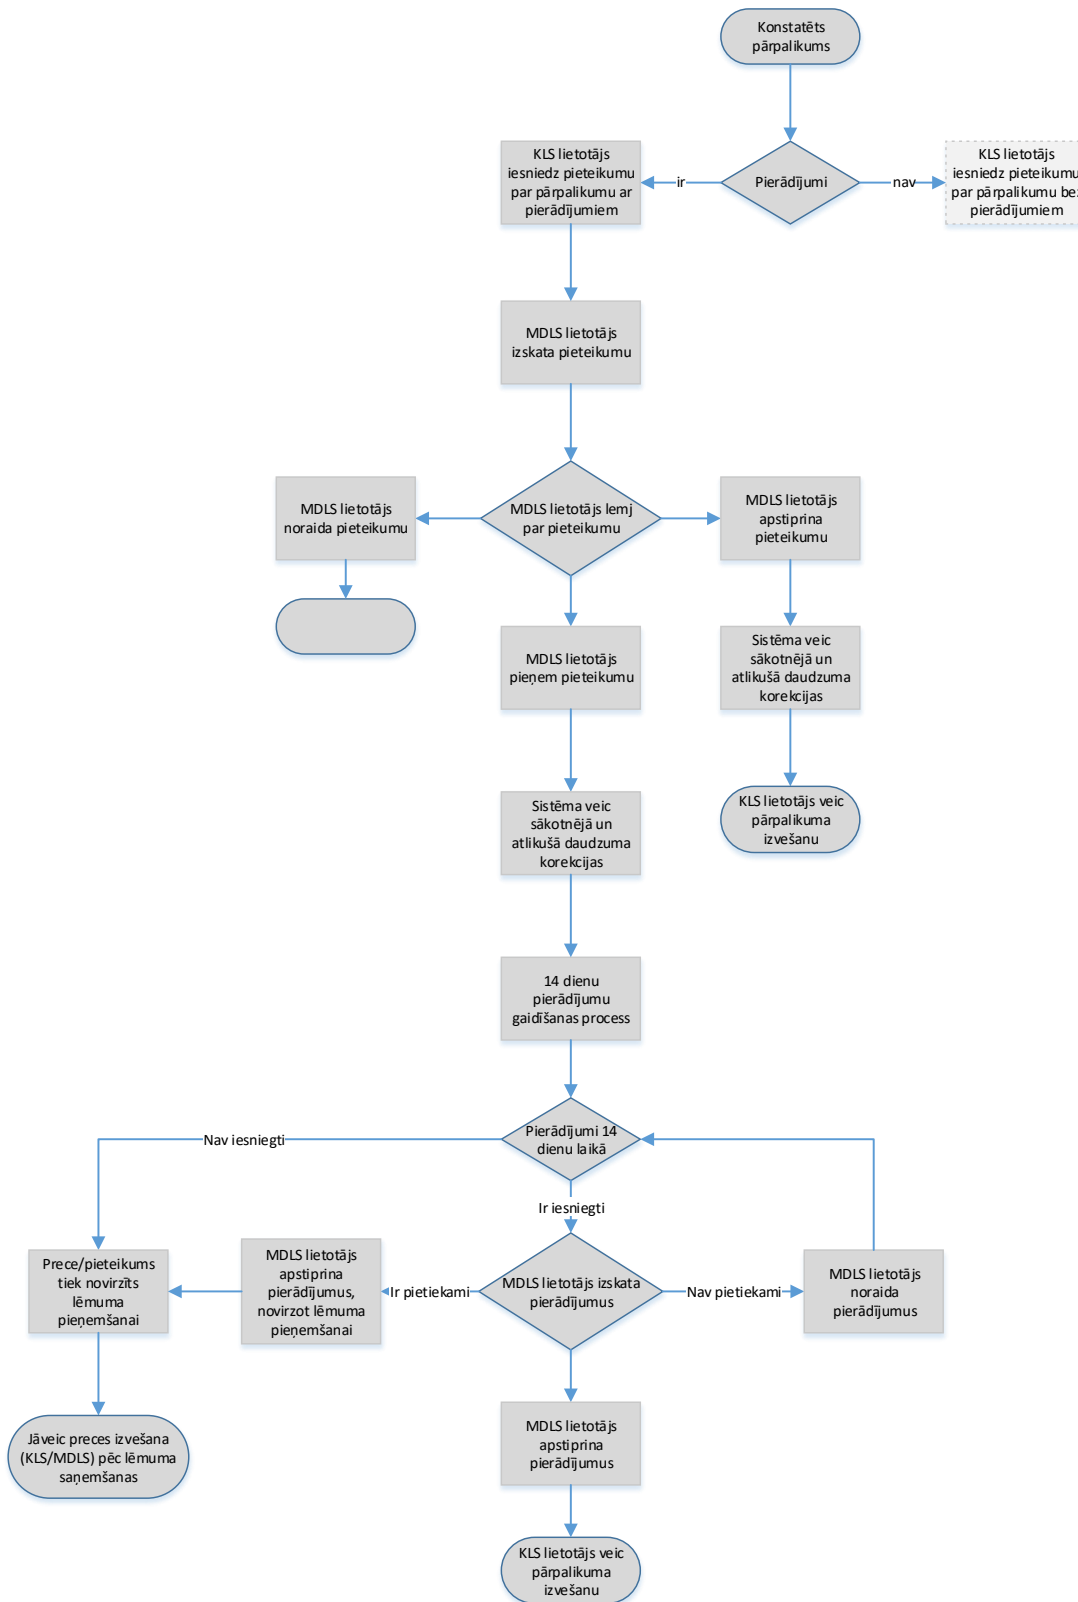 Konstatēts
pārpalikums
KLS lietotājs
iesniedz pieteikumu
par pārpalikumu ar
pierādījumiem
ir
Pierādījumi
nav
KLS lietotājs
iesniedz pieteikumu
par pārpalikumu bez
pierādījumiem
MDLS lietotājs
izskata pieteikumu
MDLS lietotājs
noraida pieteikumu
MDLS lietotājs lemj
par pieteikumu
MDLS lietotājs
apstiprina
pieteikumu
MDLS lietotājs
pieņem pieteikumu
Sistēma veic
sākotnējā un
atlikušā daudzuma
korekcijas
Sistēma veic
sākotnējā un
atlikušā daudzuma
korekcijas
KLS lietotājs veic
pārpalikuma
izvešanu
14 dienu
pierādījumu
gaidīšanas process
Nav iesniegti
Pierādījumi 14
dienu laikā
Ir iesniegti
Prece/pieteikums
tiek novirzīts
lēmuma
pieņemšanai
MDLS lietotājs
apstiprina
pierādījumus,
novirzot lēmuma
pieņemšanai
Ir pietiekami
MDLS lietotājs izskata
pierādījumus
Nav pietiekami
MDLS lietotājs
noraida
pierādījumus
Jāveic preces izvešana
(KLS/MDLS) pēc lēmuma
saņemšanas
MDLS lietotājs
apstiprina
pierādījumus
KLS lietotājs veic
pārpalikuma
izvešanu